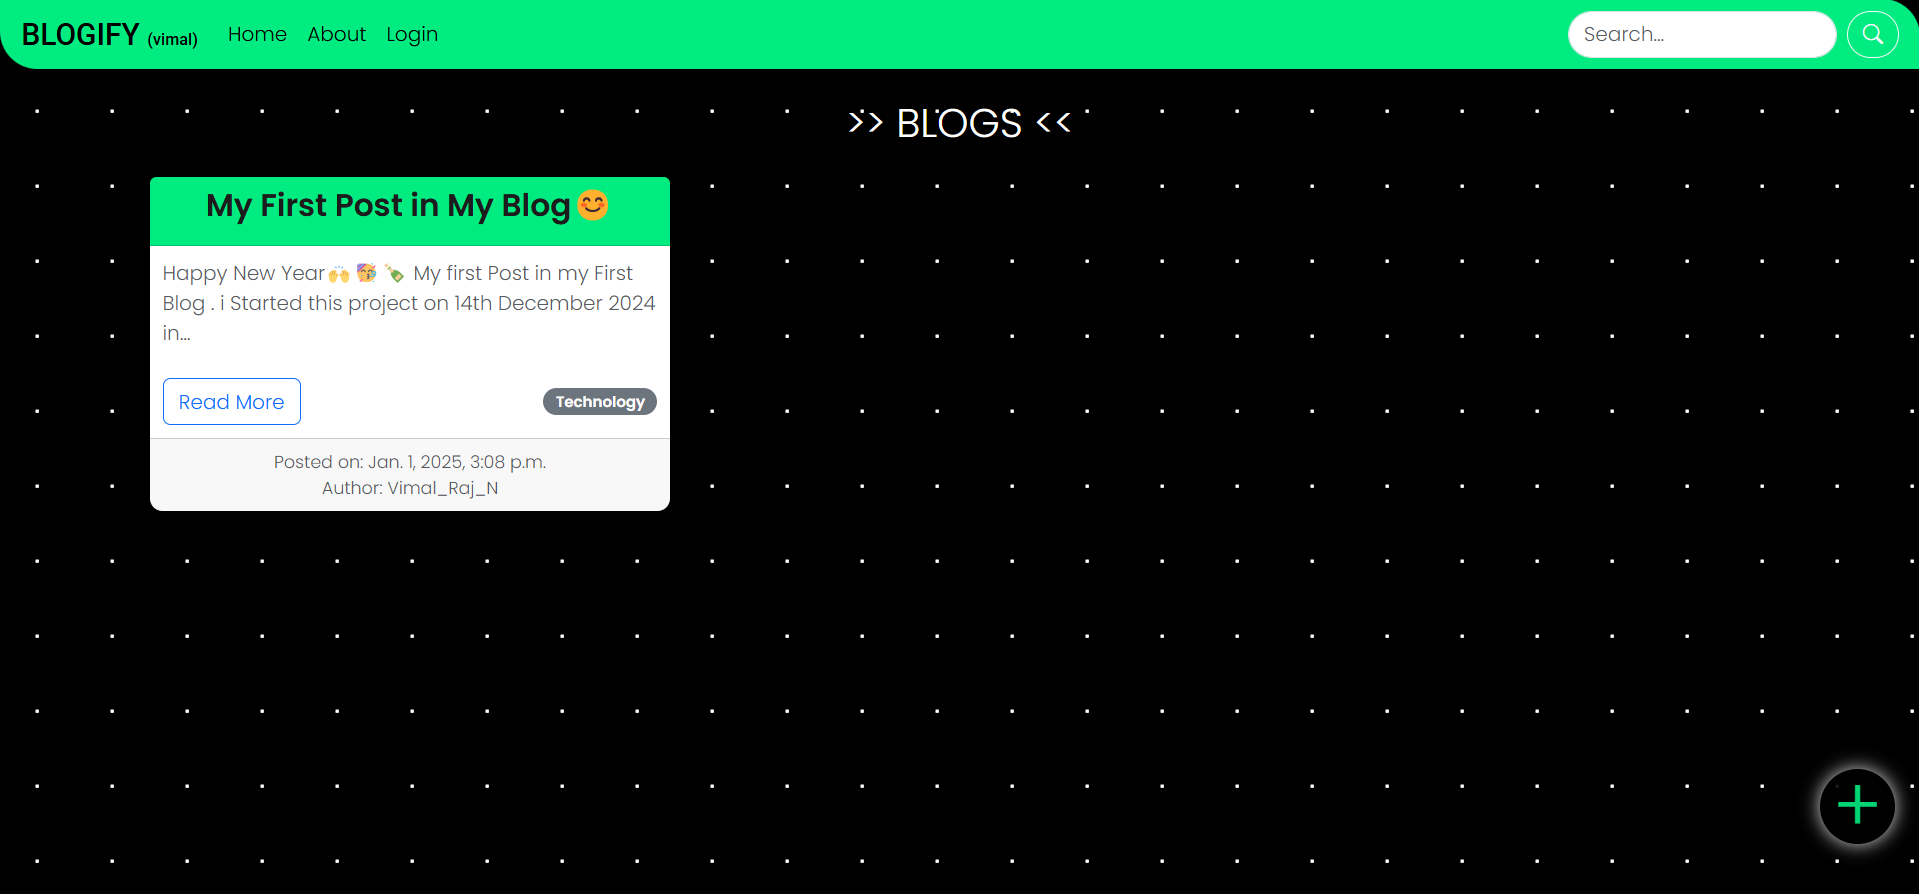 BLOGIFY (vimal) Home About Login Search...
>> BLOGS <<
My First Post in My Blog😊
Happy New Year🙌 🥳 🍾 My first Post in my First
Blog . i Started this project on 14th December 2024
in...
Read More Technology
Posted on: Jan. 1, 2025, 3:08 p.m.
Author: Vimal_Raj_N